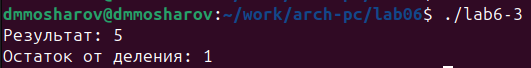 dmmosharov@dmmosharov:~/work/arch-pc/lab06$ ./lab6-3
Результат: 5
Остаток от деления: 1